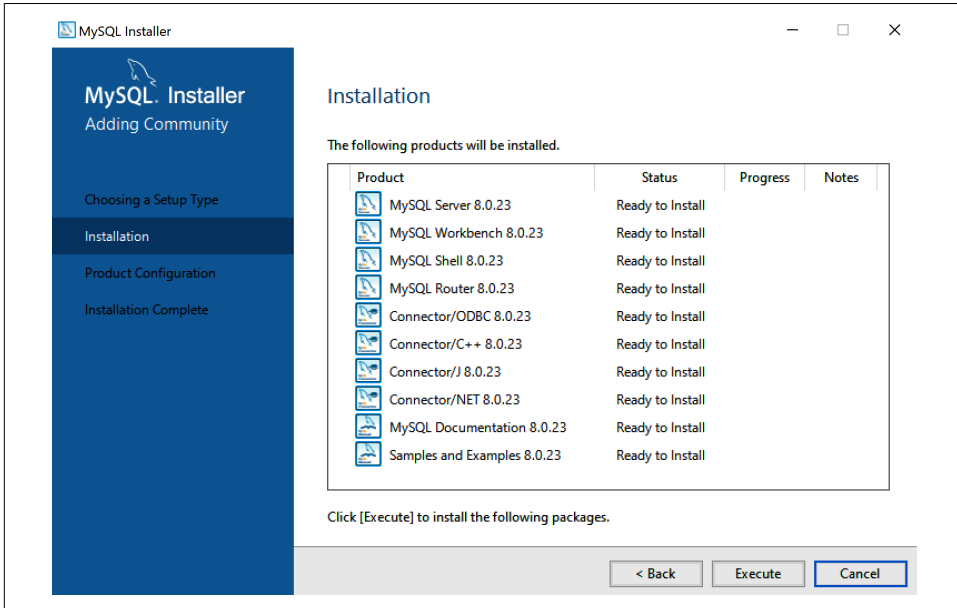 MySQL Installer
MySQL. Installer
Adding Community
Choosing a Setup Type
Installation
Product Configuration
Installation Complete
Installation
The following products will be installed.
Product Status Progress Notes
MySQL Server 8.0.23 Ready to Install
MySQL Workbench 8.0.23 Ready to Install
MySQL Shell 8.0.23 Ready to Install
MySQL Router 8.0.23 Ready to Install
Connector/ODBC 8.0.23 Ready to Install
Connector/C++ 8.0.23 Ready to Install
Connector/J 8.0.23 Ready to Install
Connector/NET 8.0.23 Ready to Install
MySQL Documentation 8.0.23 Ready to Install
Samples and Examples 8.0.23 Ready to Install
Click [Execute] to install the following packages.
< Back Execute Cancel